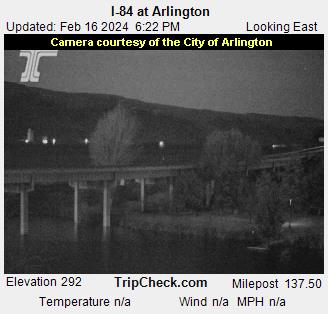 I-84 at Arlington
Updated: Feb 16 2024 6:22 PM Looking East
Camera courtesy of the City of Arlington
Elevation 292 TripCheck.com Milepost 137.50
Temperature n/a Wind n/a MPH n/a